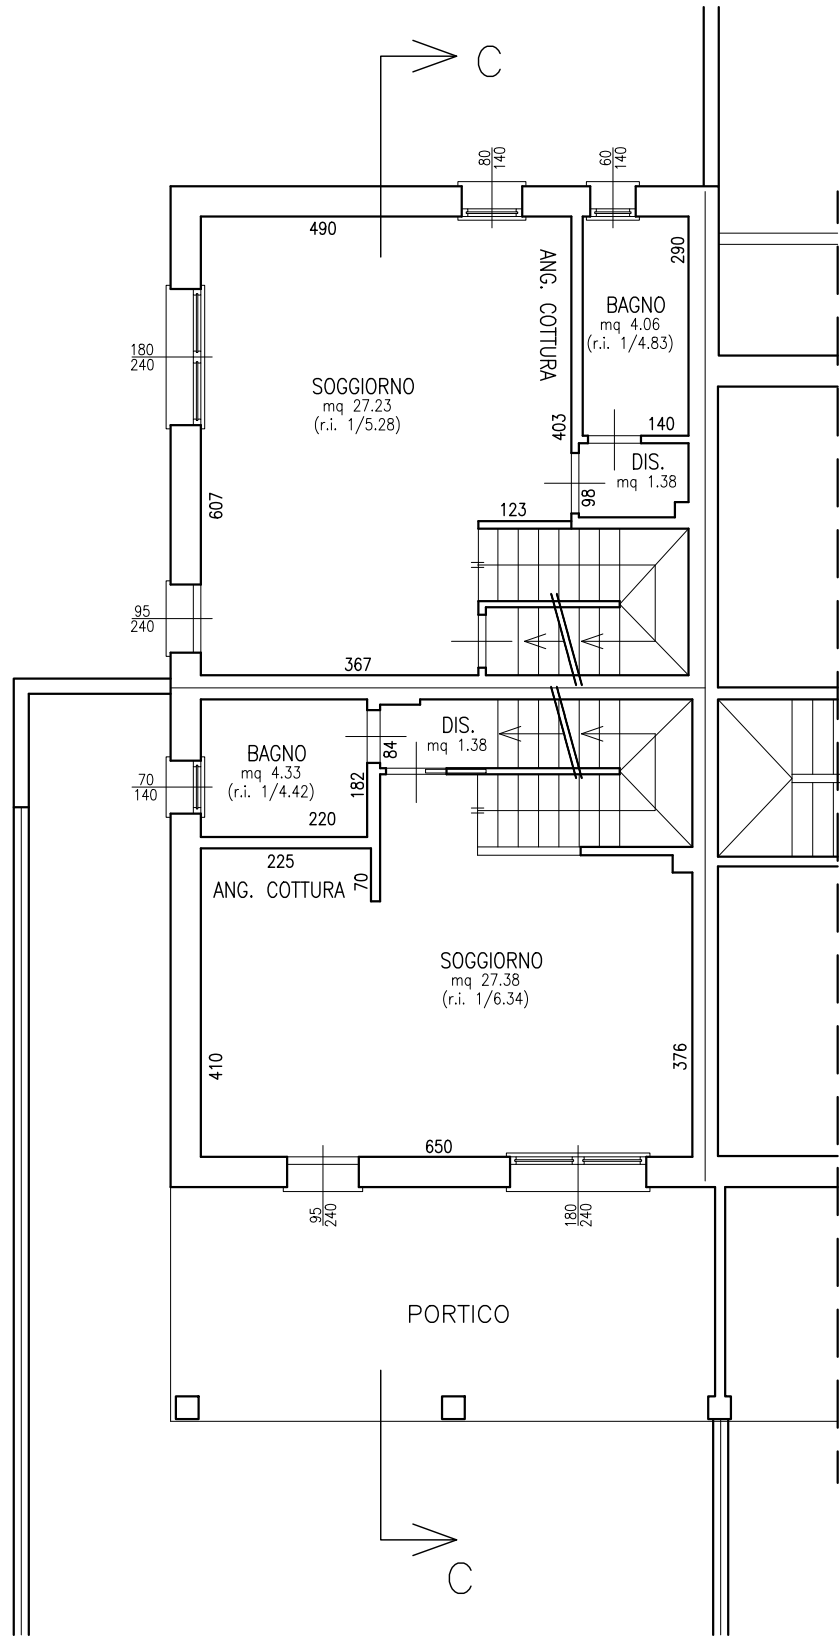 C
80
140
60
140
490
290
ANG. COTTURA
BAGNO
mq 4.06
(r.i. 1/4.83)
180
240
SOGGIORNO
mq 27.23
(r.i. 1/5.28)
403
140
DIS.
mq 1.38
98
607
123
95
240
367
DIS.
mq 1.38
84
BAGNO
mq 4.33
(r.i. 1/4.42)
182
70
140
220
225
70
ANG. COTTURA
SOGGIORNO
mq 27.38
(r.i. 1/6.34)
410
376
650
95
240
180
240
PORTICO
C